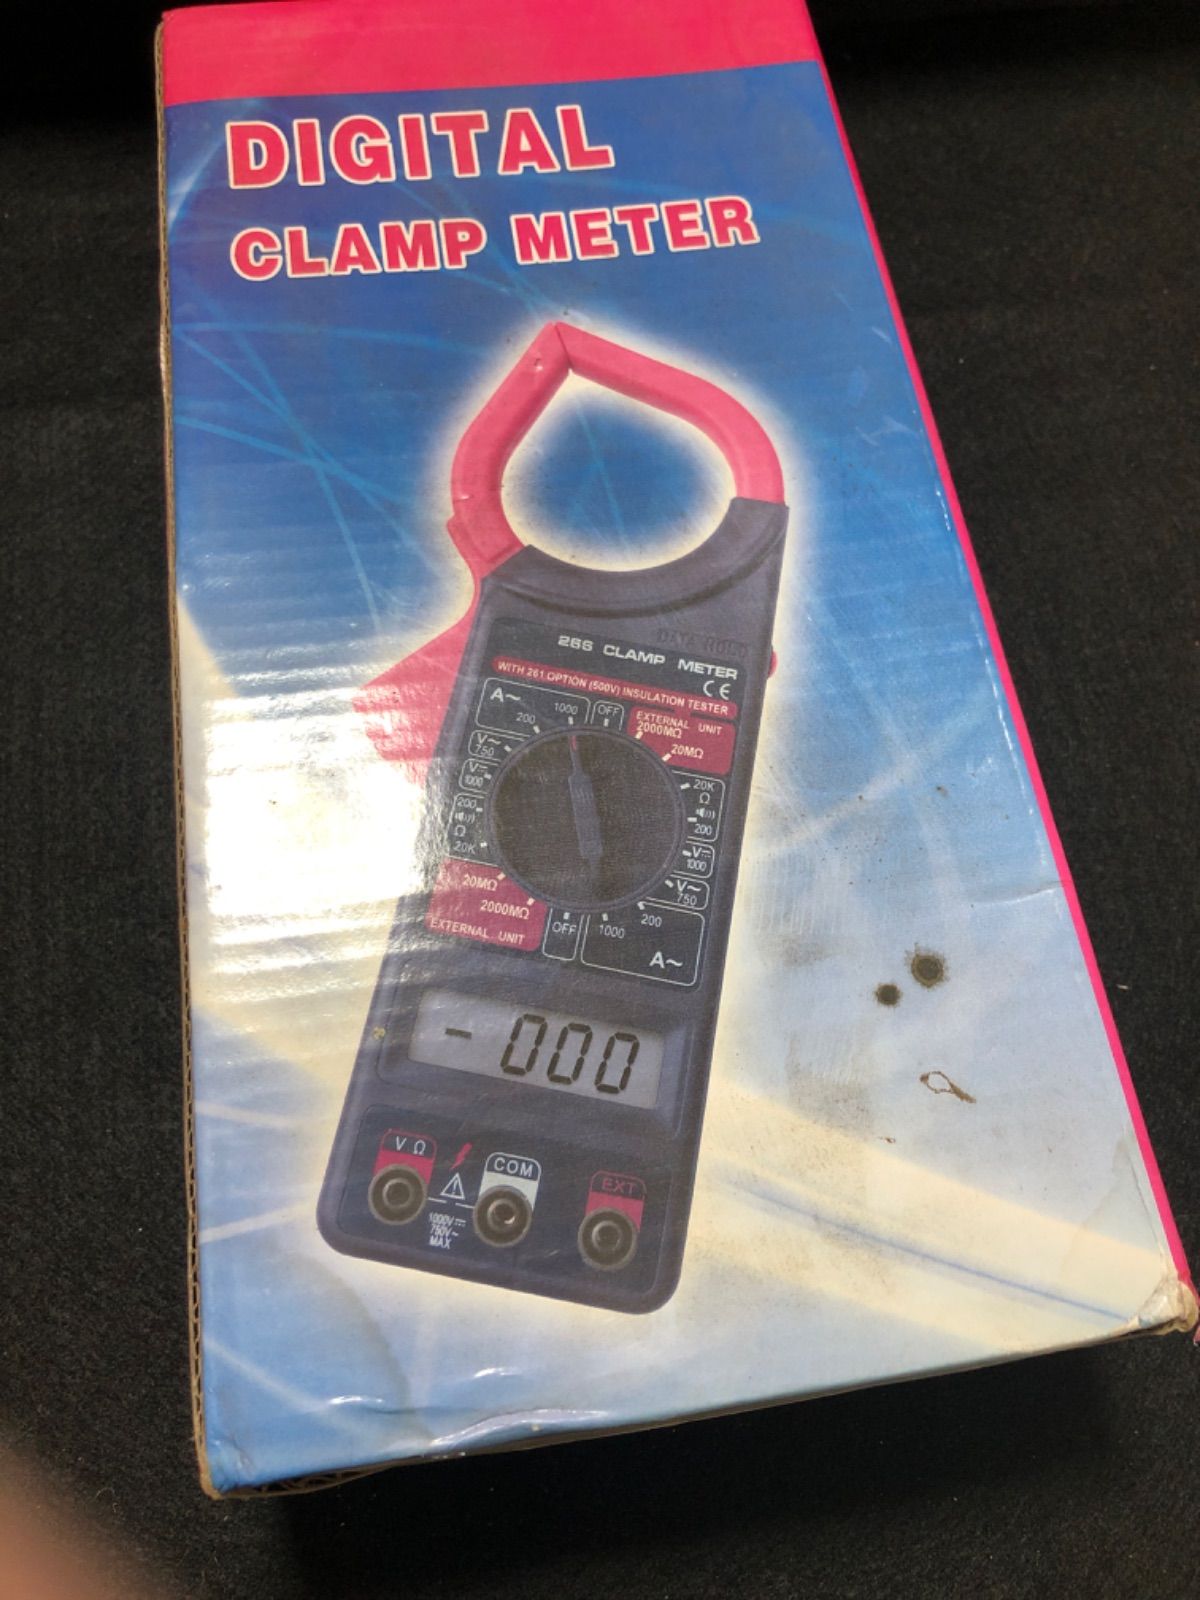 DIGITAL
CLAMP METER
DATA HOLD
266 CLAMP METER
CE
WITH 261 OPTION (500V) INSULATION TESTER
A~
1000
OFF
EXTERNAL UNIT
200
2000MΩ
20MΩ
V~
750
V⎓
1000
200
Ω
20K
20K
Ω
200
V⎓
1000
V~
750
20MΩ
2000MΩ
EXTERNAL UNIT
OFF
1000
200
A~
- 000
V Ω
COM
EXT
1000V⎓
750V~
MAX